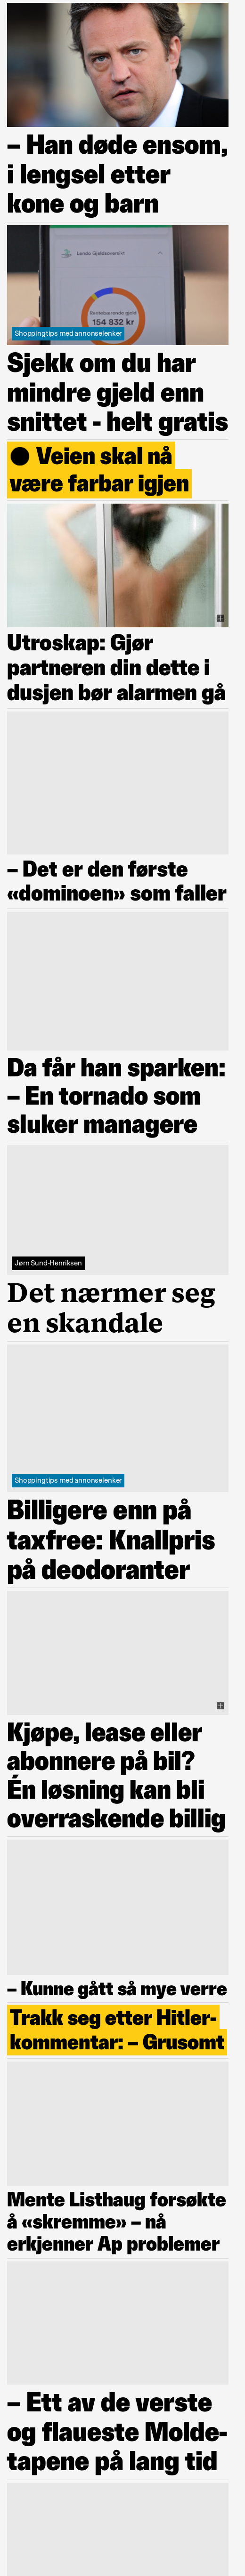 – Han døde ensom,
i lengsel etter
kone og barn
Lendo Gjeldsoversikt
Rentebærende gjeld
154 832 kr
Shoppingtips med annonselenker
Sjekk om du har
mindre gjeld enn
snittet - helt gratis
Veien skal nå
være farbar igjen
Utroskap: Gjør
partneren din dette i
dusjen bør alarmen gå
– Det er den første
«dominoen» som faller
Da får han sparken:
– En tornado som
sluker managere
Jørn Sund-Henriksen
Det nærmer seg
en skandale
Shoppingtips med annonselenker
Billigere enn på
taxfree: Knallpris
på deodoranter
Kjøpe, lease eller
abonnere på bil?
Én løsning kan bli
overraskende billig
– Kunne gått så mye verre
Trakk seg etter Hitler-
kommentar: – Grusomt
Mente Listhaug forsøkte
å «skremme» – nå
erkjenner Ap problemer
– Ett av de verste
og flaueste Molde-
tapene på lang tid